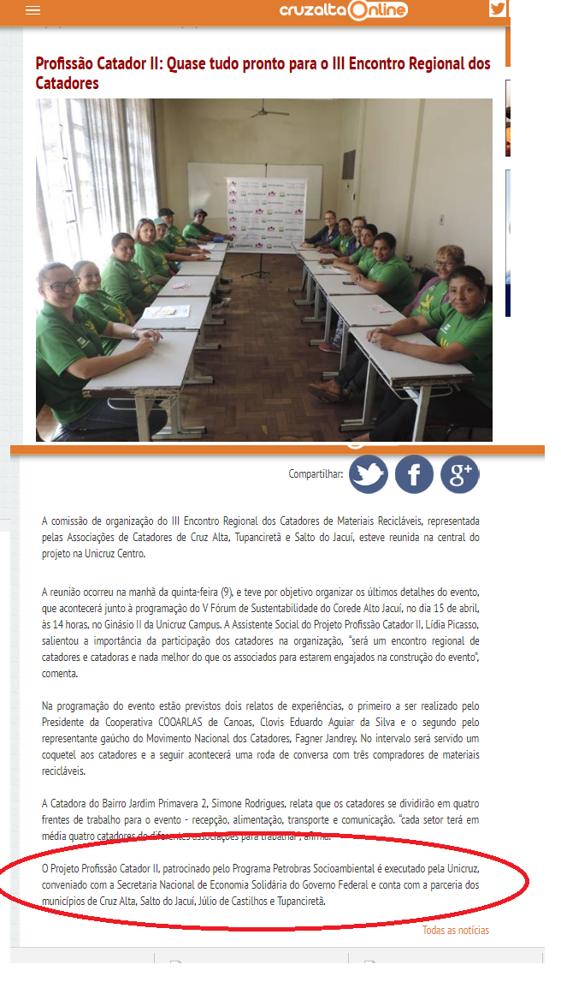 cruzalta Online
Profissão Catador II: Quase tudo pronto para o III Encontro Regional dos
Catadores
Compartilhar:
A comissão de organização do III Encontro Regional dos Catadores de Materiais Recicláveis, representada
pelas Associações de Catadores de Cruz Alta, Tupanciretã e Salto do Jacuí, esteve reunida na central do
projeto na Unicruz Centro.
A reunião ocorreu na manhã da quinta-feira (9), e teve por objetivo organizar os últimos detalhes do evento,
que acontecerá junto à programação do V Fórum de Sustentabilidade do Corede Alto Jacuí, no dia 15 de abril,
às 14 horas, no Ginásio II da Unicruz Campus. A Assistente Social do Projeto Profissão Catador II, Lídia Picasso,
salientou a importância da participação dos catadores na organização, “será um encontro regional de
catadores e catadoras e nada melhor do que os associados para estarem engajados na construção do evento”,
comenta.
Na programação do evento estão previstos dois relatos de experiências, o primeiro a ser realizado pelo
Presidente da Cooperativa COOARLAS de Canoas, Clovis Eduardo Aguiar da Silva e o segundo pelo
representante gaúcho do Movimento Nacional dos Catadores, Fagner Jandrey. No intervalo será servido um
coquetel aos catadores e a seguir acontecerá uma roda de conversa com três compradores de materiais
recicláveis.
A Catadora do Bairro Jardim Primavera 2, Simone Rodrigues, relata que os catadores se dividirão em quatro
frentes de trabalho para o evento - recepção, alimentação, transporte e comunicação. “cada setor terá em
média quatro catadores de diferentes associações para trabalhar”, afirma.
O Projeto Profissão Catador II, patrocinado pelo Programa Petrobras Socioambiental é executado pela Unicruz,
conveniado com a Secretaria Nacional de Economia Solidária do Governo Federal e conta com a parceria dos
municípios de Cruz Alta, Salto do Jacuí, Júlio de Castilhos e Tupanciretã.
Todas as notícias